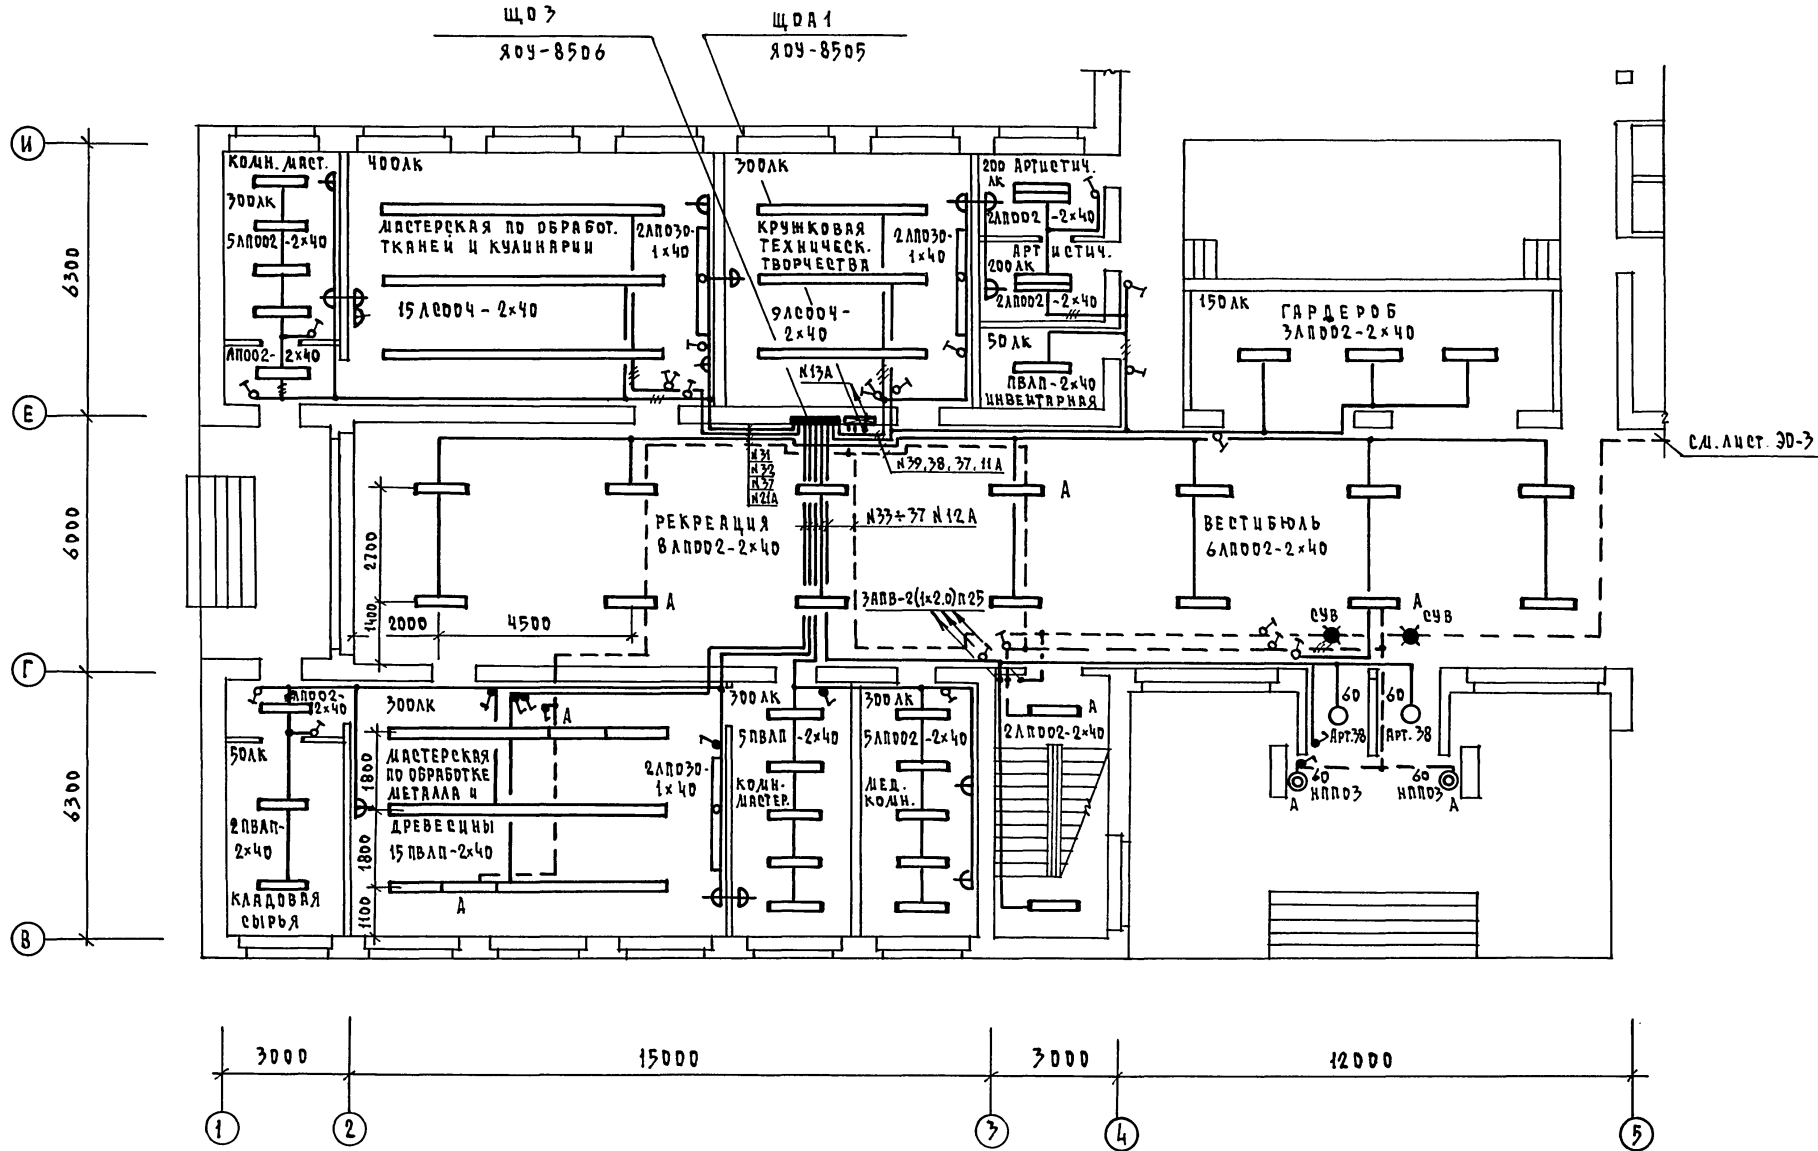 ЩО 3
ЯОУ-8506
ЩОА1
ЯОУ-8505
И
Е
Г
В
6300
6000
6300
КОМН. МАСТ.
300ЛК
5ЛП002-2×40
ЛП002-2×40
400ЛК
МАСТЕРСКАЯ ПО ОБРАБОТ.
ТКАНЕЙ И КУЛИНАРИИ
15ЛС004-2×40
2ЛП030-
1×40
300ЛК
КРУЖКОВАЯ
ТЕХНИЧЕСК.
ТВОРЧЕСТВА
9ЛС004-
2×40
N13А
2ЛП030-
1×40
200 АРТИСТИЧ.
ЛК
2ЛП002-2×40
АРТИСТИЧ.
200ЛК
2ЛП002-2×40
50ЛК
ПВЛП-2×40
ИНВЕНТАРНАЯ
150ЛК
ГАРДЕРОБ
3ЛП002-2×40
СМ.ЛИСТ. ЭО-3
N31
N32
N37
N21А
N39,38,37,11А
А
РЕКРЕАЦИЯ
8ЛП002-2×40
N33÷37 N12А
ВЕСТИБЮЛЬ
6ЛП002-2×40
2700
1400
2000
4500
А
3АПВ-2(1×2.0)П25
А
СУВ
СУВ
ЛП002-
2×40
50ЛК
2ПВЛП-
2×40
КЛАДОВАЯ
СЫРЬЯ
300ЛК
А
МАСТЕРСКАЯ
ПО ОБРАБОТКЕ
МЕТАЛЛА И
ДРЕВЕСИНЫ
15ПВЛП-2×40
А
1800
1800
1100
2ЛП030-
1×40
300ЛК
5ПВЛП-2×40
КОМН.
МАСТЕР.
300ЛК
5ЛП002-2×40
МЕД.
КОМН.
А
2ЛП002-2×40
60
60
АРТ.38
АРТ.38
60
60
НПП03
НПП03
А
А
3000
15000
3000
12000
1
2
3
4
5